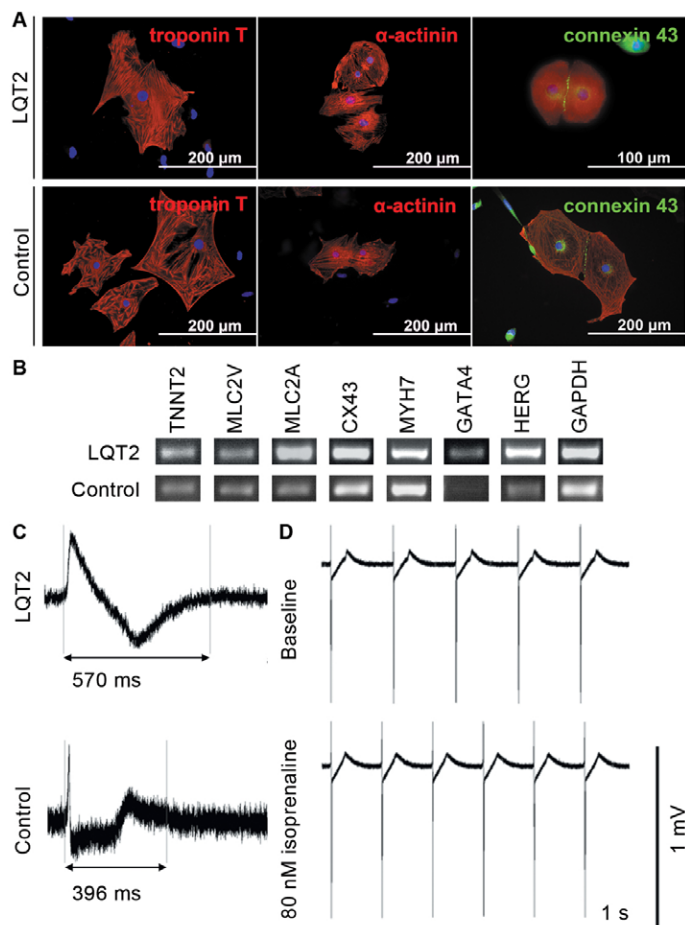 A
LQT2
troponin T
α-actinin
connexin 43
200 µm
200 µm
100 µm
Control
troponin T
α-actinin
connexin 43
200 µm
200 µm
200 µm
B
TNNT2
MLC2V
MLC2A
CX43
MYH7
GATA4
HERG
GAPDH
LQT2
Control
C
LQT2
570 ms
Control
396 ms
D
Baseline
80 nM isoprenaline
1 mV
1 s